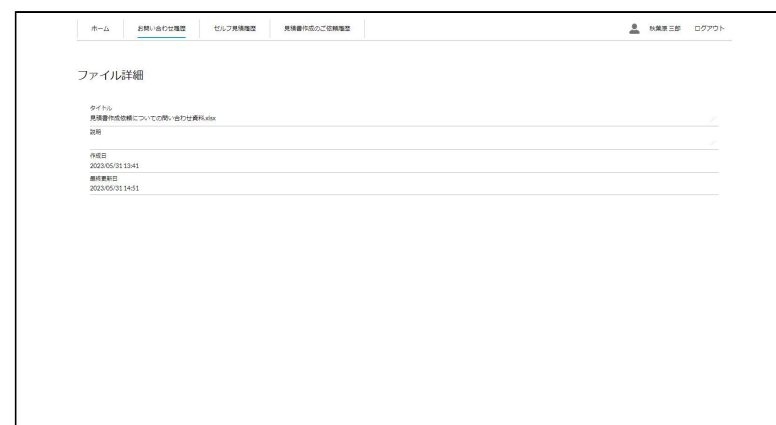 ホーム
お問い合わせ履歴
セルフ見積履歴
見積書作成のご依頼履歴
秋葉原 三郎
ログアウト
ファイル詳細
タイトル
見積書作成依頼についての問い合わせ資料.xlsx
説明
作成日
2023/05/31 13:41
最終更新日
2023/05/31 14:51